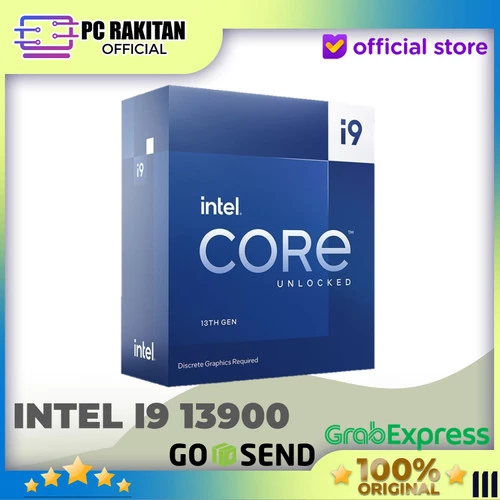 PC RAKITAN
OFFICIAL
official store
i9
i9
intel.
CORE™
UNLOCKED
13TH GEN
intel.
Discrete Graphics Required
INTEL I9 13900
GO SEND
GrabExpress
100%
ORIGINAL